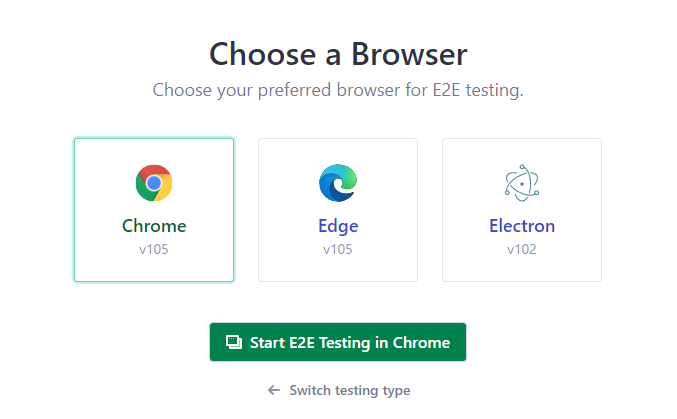 Choose a Browser
Choose your preferred browser for E2E testing.
Chrome
v105
Edge
v105
Electron
v102
Start E2E Testing in Chrome
Switch testing type